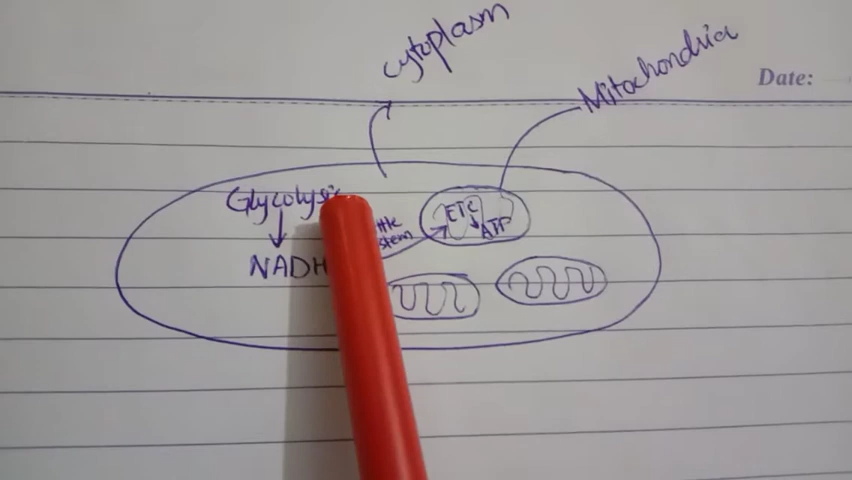 cytoplasm
Mitochondria
Date:
Glycolysis
NADH
ETC
ATP